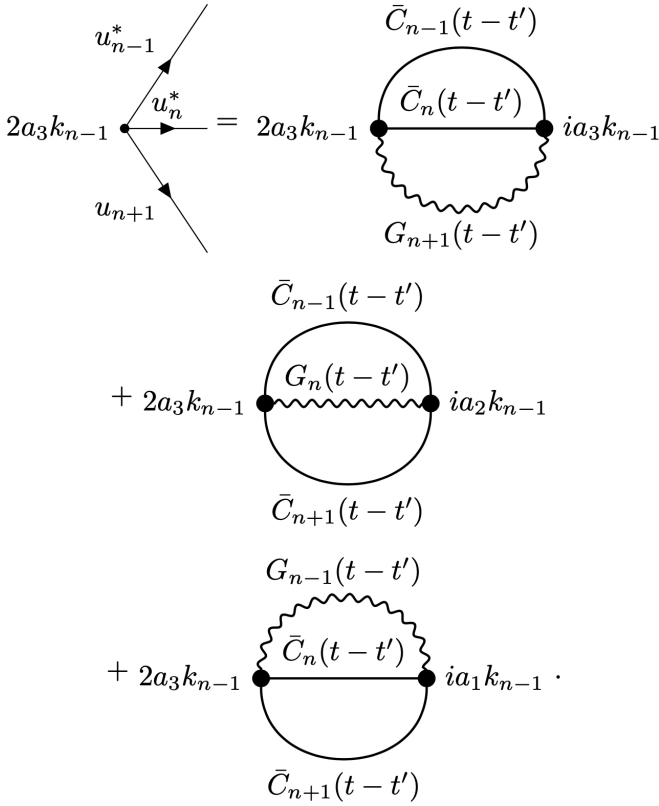 u*_{n−1}
C̄_{n−1}(t − t′)
2a_3k_{n−1} u*_n = 2a_3k_{n−1} C̄_n(t − t′) ia_3k_{n−1}
u_{n+1}
G_{n+1}(t − t′)
C̄_{n−1}(t − t′)
+ 2a_3k_{n−1} G_n(t − t′) ia_2k_{n−1}
C̄_{n+1}(t − t′)
G_{n−1}(t − t′)
+ 2a_3k_{n−1} C̄_n(t − t′) ia_1k_{n−1} .
C̄_{n+1}(t − t′)